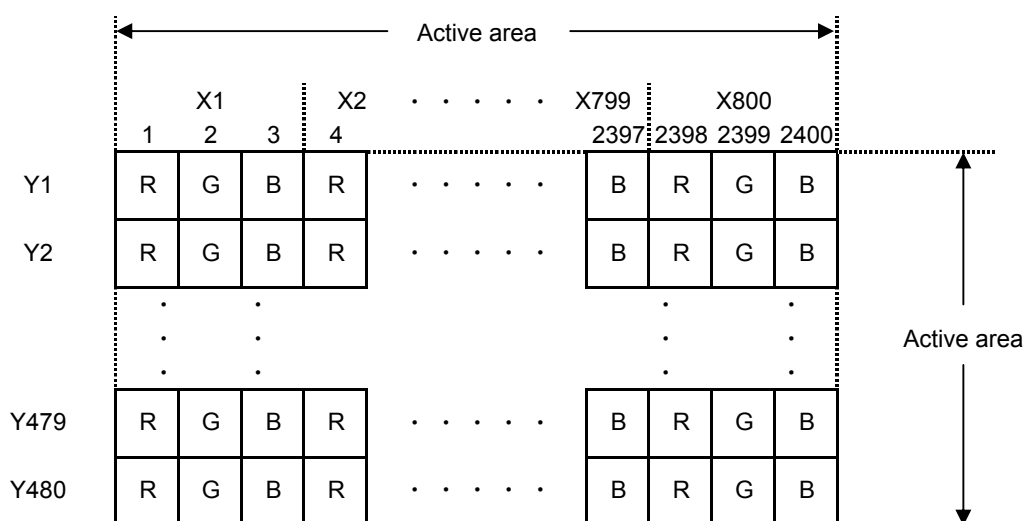 Active area
X1 X2 · · · · · X799 X800
1 2 3 4 2397 2398 2399 2400
Y1 R G B R · · · · · B R G B
Y2 R G B R · · · · · B R G B
Active area
Y479 R G B R · · · · · B R G B
Y480 R G B R · · · · · B R G B